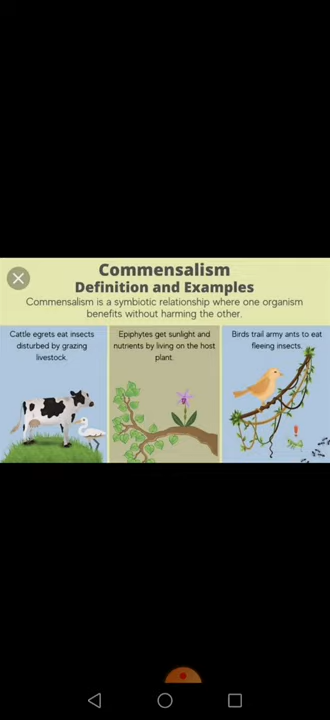 Commensalism
Definition and Examples
Commensalism is a symbiotic relationship where one organism
benefits without harming the other.
Cattle egrets eat insects
disturbed by grazing
livestock.
Epiphytes get sunlight and
nutrients by living on the host
plant.
Birds trail army ants to eat
fleeing insects.